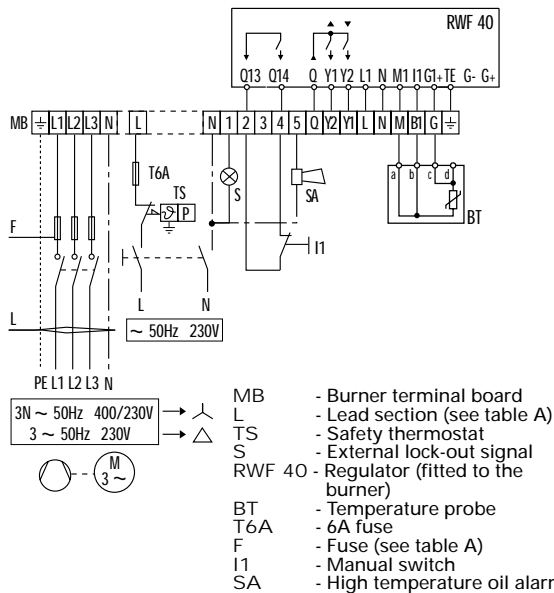 RWF 40
Q13 Q14 Q Y1 Y2 L1 N M1 I1 G1+ TE G- G+
MB L1 L2 L3 N L N 1 2 3 4 5 Q Y2 Y1 L N M B1 G
a b c d
BT
T6A
TS
P
S
SA
I1
F
L N
L
~ 50Hz 230V
PE L1 L2 L3 N
3N ~ 50Hz 400/230V
3 ~ 50Hz 230V
M
3 ~
MB - Burner terminal board
L - Lead section (see table A)
TS - Safety thermostat
S - External lock-out signal
RWF 40 - Regulator (fitted to the
burner)
BT - Temperature probe
T6A - 6A fuse
F - Fuse (see table A)
I1 - Manual switch
SA - High temperature oil alarr